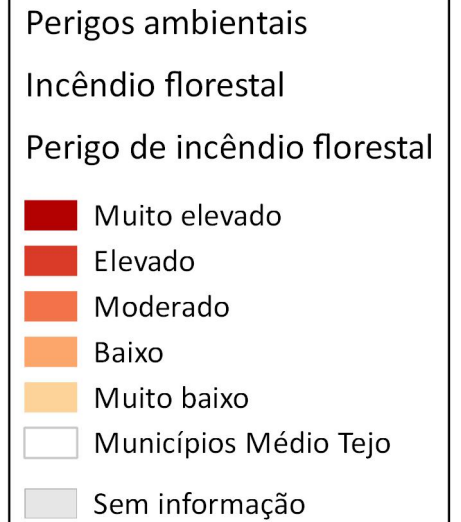 Perigos ambientais
Incêndio florestal
Perigo de incêndio florestal
Muito elevado
Elevado
Moderado
Baixo
Muito baixo
Municípios Médio Tejo
Sem informação